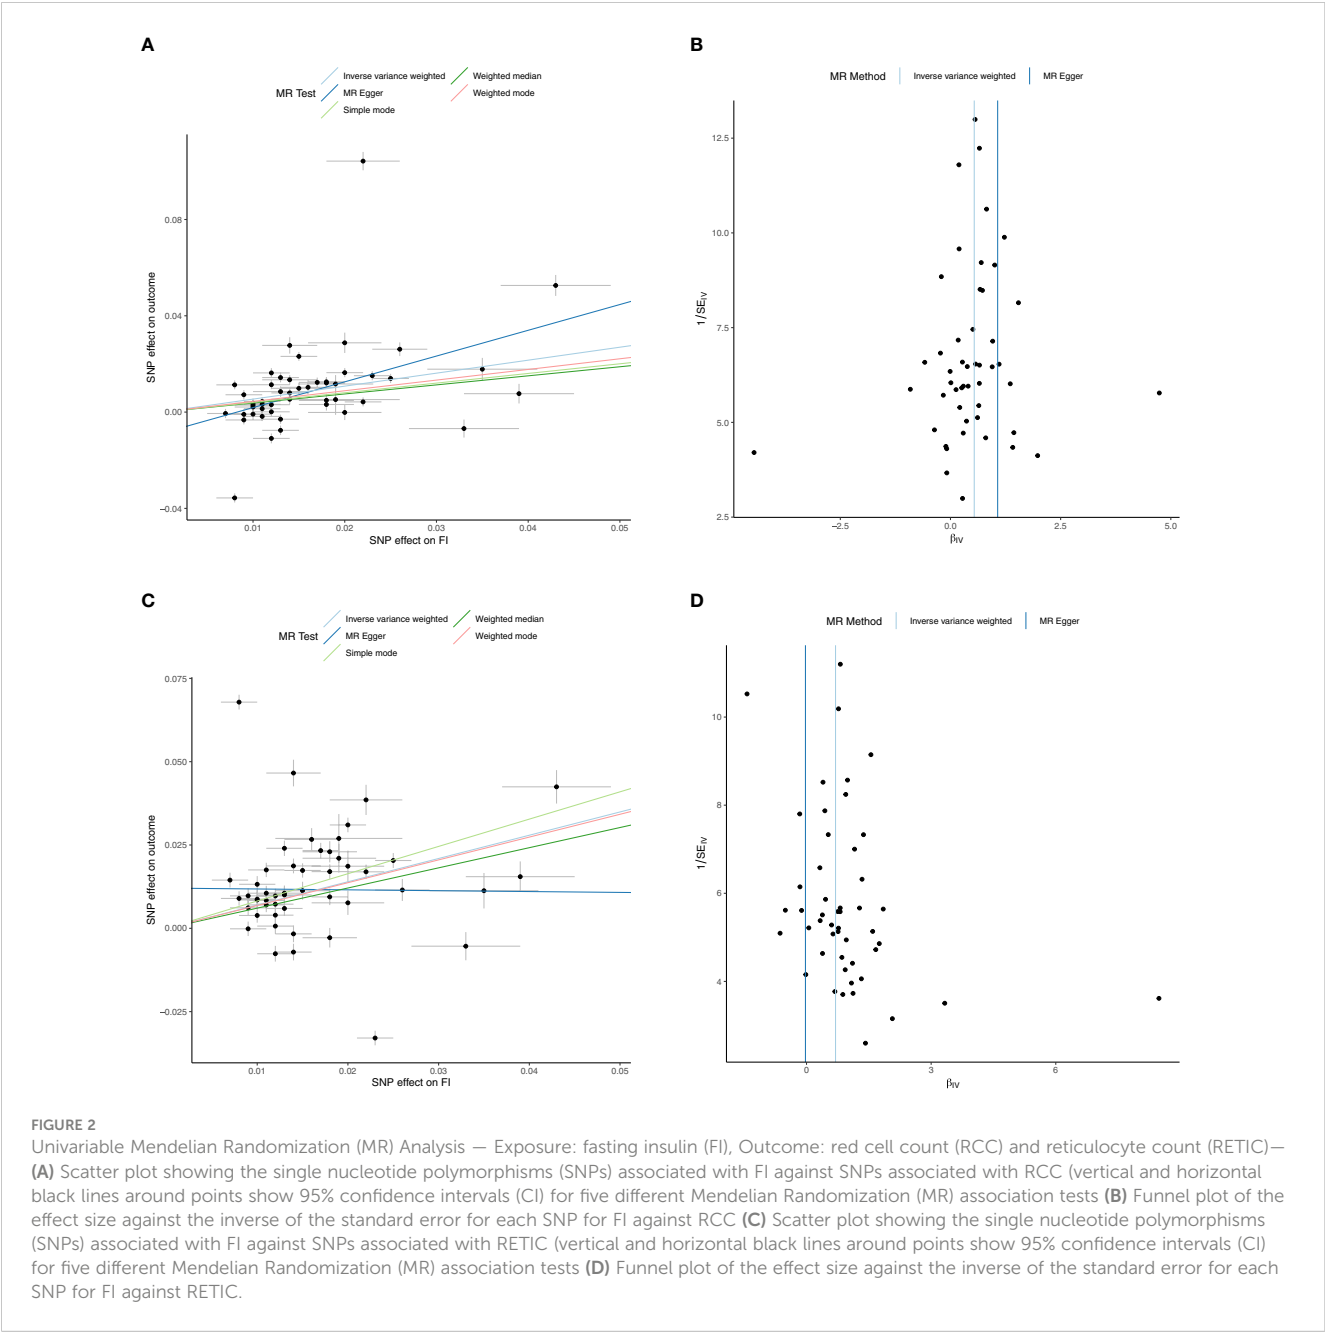 A
MR Test
Inverse variance weighted
MR Egger
Simple mode
Weighted median
Weighted mode
SNP effect on outcome
0.08
0.04
0.00
−0.04
0.01 0.02 0.03 0.04 0.05
SNP effect on FI
B
MR Method Inverse variance weighted MR Egger
1/SEIV
12.5
10.0
7.5
5.0
2.5
−2.5 0.0 2.5 5.0
βIV
C
MR Test
Inverse variance weighted
MR Egger
Simple mode
Weighted median
Weighted mode
SNP effect on outcome
0.075
0.050
0.025
0.000
−0.025
0.01 0.02 0.03 0.04 0.05
SNP effect on FI
D
MR Method Inverse variance weighted MR Egger
1/SEIV
10
8
6
4
0 3 6
βIV
FIGURE 2
Univariable Mendelian Randomization (MR) Analysis — Exposure: fasting insulin (FI), Outcome: red cell count (RCC) and reticulocyte count (RETIC)—
(A) Scatter plot showing the single nucleotide polymorphisms (SNPs) associated with FI against SNPs associated with RCC (vertical and horizontal
black lines around points show 95% confidence intervals (CI) for five different Mendelian Randomization (MR) association tests (B) Funnel plot of the
effect size against the inverse of the standard error for each SNP for FI against RCC (C) Scatter plot showing the single nucleotide polymorphisms
(SNPs) associated with FI against SNPs associated with RETIC (vertical and horizontal black lines around points show 95% confidence intervals (CI)
for five different Mendelian Randomization (MR) association tests (D) Funnel plot of the effect size against the inverse of the standard error for each
SNP for FI against RETIC.